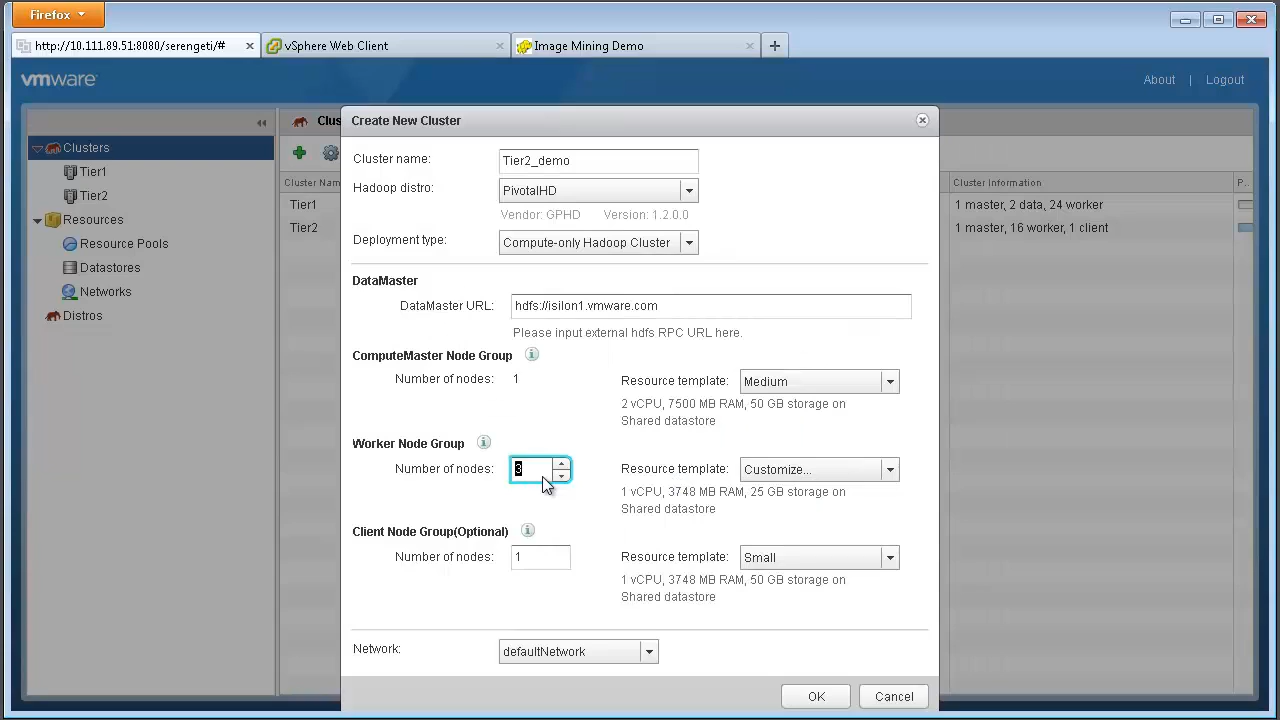 Firefox
http://10.111.89.51:8080/serengeti/#
vSphere Web Client
Image Mining Demo
vmware
About | Logout
Clusters
Tier1
Tier2
Resources
Resource Pools
Datastores
Networks
Distros
Cluster Name
Tier1
Tier2
Cluster Information
P...
1 master, 2 data, 24 worker
1 master, 16 worker, 1 client
Create New Cluster
Cluster name:
Tier2_demo
Hadoop distro:
PivotalHD
Vendor: GPHD Version: 1.2.0.0
Deployment type:
Compute-only Hadoop Cluster
DataMaster
DataMaster URL:
hdfs://isilon1.vmware.com
Please input external hdfs RPC URL here.
ComputeMaster Node Group
Number of nodes: 1
Resource template: Medium
2 vCPU, 7500 MB RAM, 50 GB storage on
Shared datastore
Worker Node Group
Number of nodes: 3
Resource template: Customize...
1 vCPU, 3748 MB RAM, 25 GB storage on
Shared datastore
Client Node Group(Optional)
Number of nodes: 1
Resource template: Small
1 vCPU, 3748 MB RAM, 50 GB storage on
Shared datastore
Network:
defaultNetwork
OK
Cancel